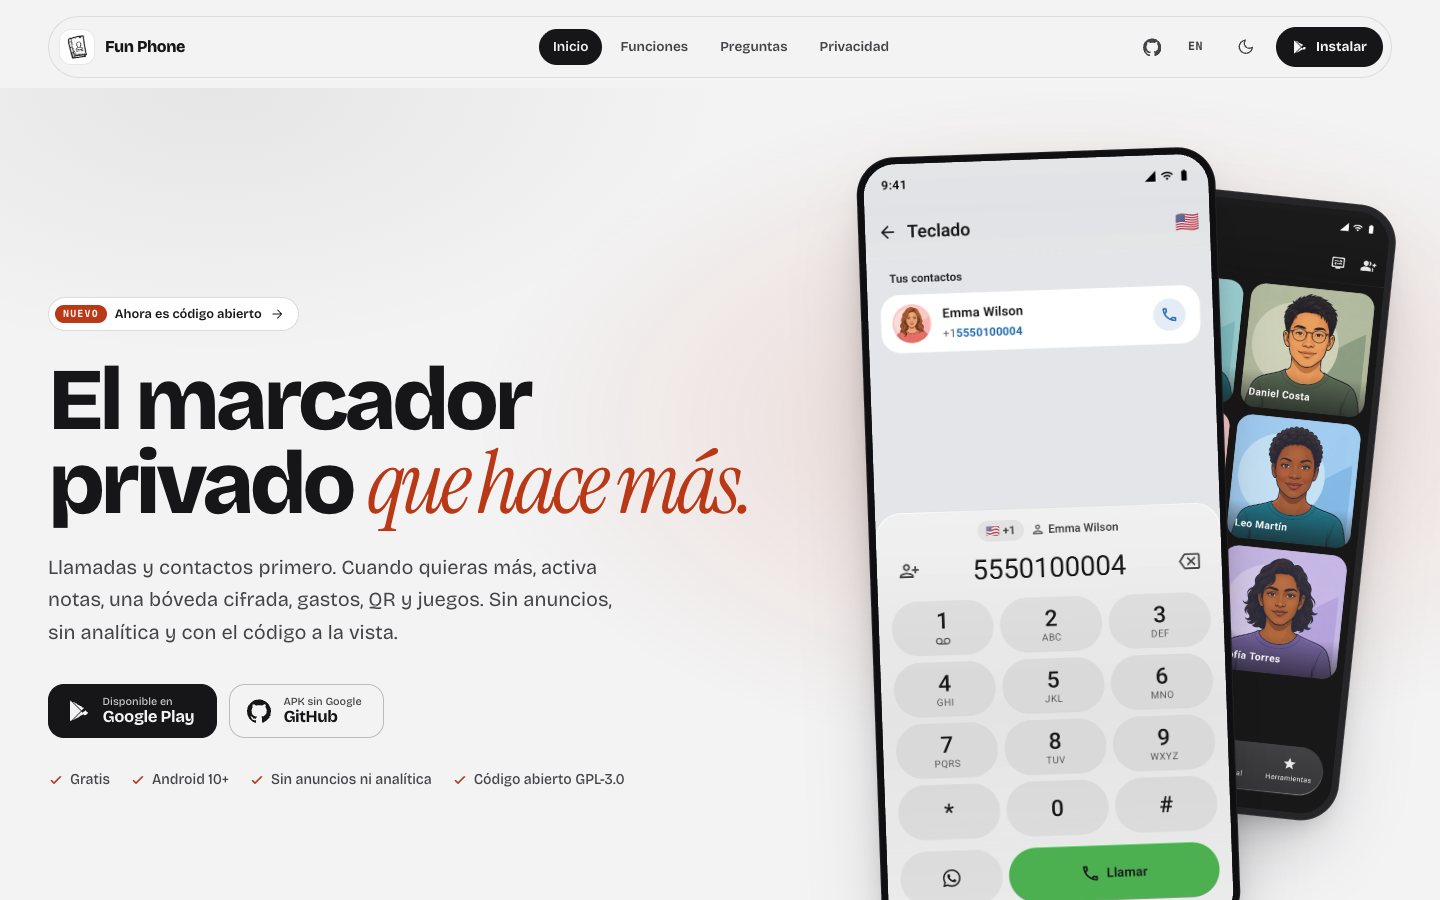 Fun Phone
Inicio
Funciones
Preguntas
Privacidad
EN
Instalar
NUEVO Ahora es código abierto
El marcador
privado que hace más.
Llamadas y contactos primero. Cuando quieras más, activa
notas, una bóveda cifrada, gastos, QR y juegos. Sin anuncios,
sin analítica y con el código a la vista.
Disponible en
Google Play
APK sin Google
GitHub
Gratis
Android 10+
Sin anuncios ni analítica
Código abierto GPL-3.0
9:41
Teclado
Tus contactos
Emma Wilson
+15550100004
+1 Emma Wilson
5550100004
1
2
ABC
3
DEF
4
GHI
5
JKL
6
MNO
7
PQRS
8
TUV
9
WXYZ
*
0
#
Llamar
Daniel Costa
Leo Martín
fía Torres
Herramientas